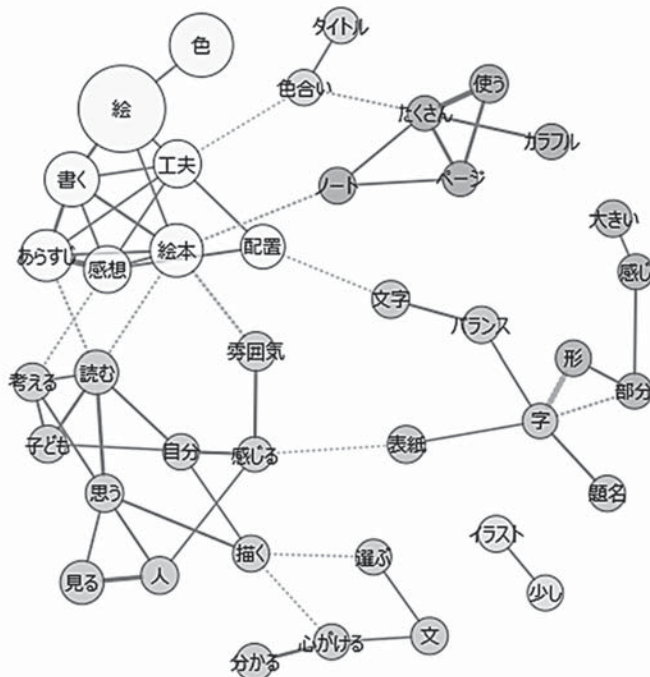 タイトル
色
色合い
使う
絵
たくさん
カラフル
工夫
書く
ノート
ページ
大きい
あらすじ
感想
絵本
配置
感じ
文字
バランス
雰囲気
形
考える
読む
部分
字
子ども
自分
感じる
表紙
思う
題名
イラスト
描く
選ぶ
見る
人
少し
文
分かる
心がける